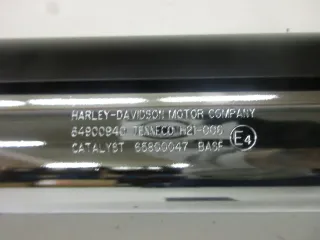 HARLEY-DAVIDSON MOTOR COMPANY
64900940 TENNECO H21-006
CATALYST 65800047 BASF
E4